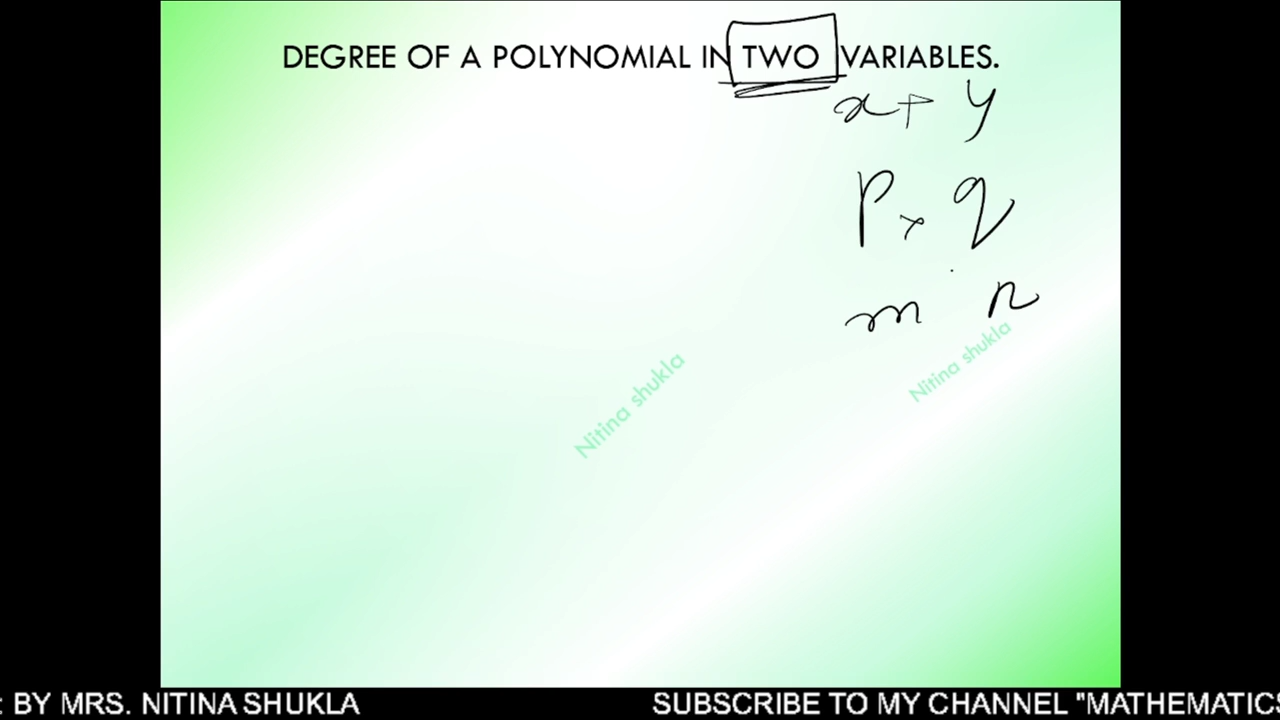 DEGREE OF A POLYNOMIAL IN TWO VARIABLES.
x + y
p + q
m n
Nitina shukla
Nitina shukla
: BY MRS. NITINA SHUKLA SUBSCRIBE TO MY CHANNEL "MATHEMATICS